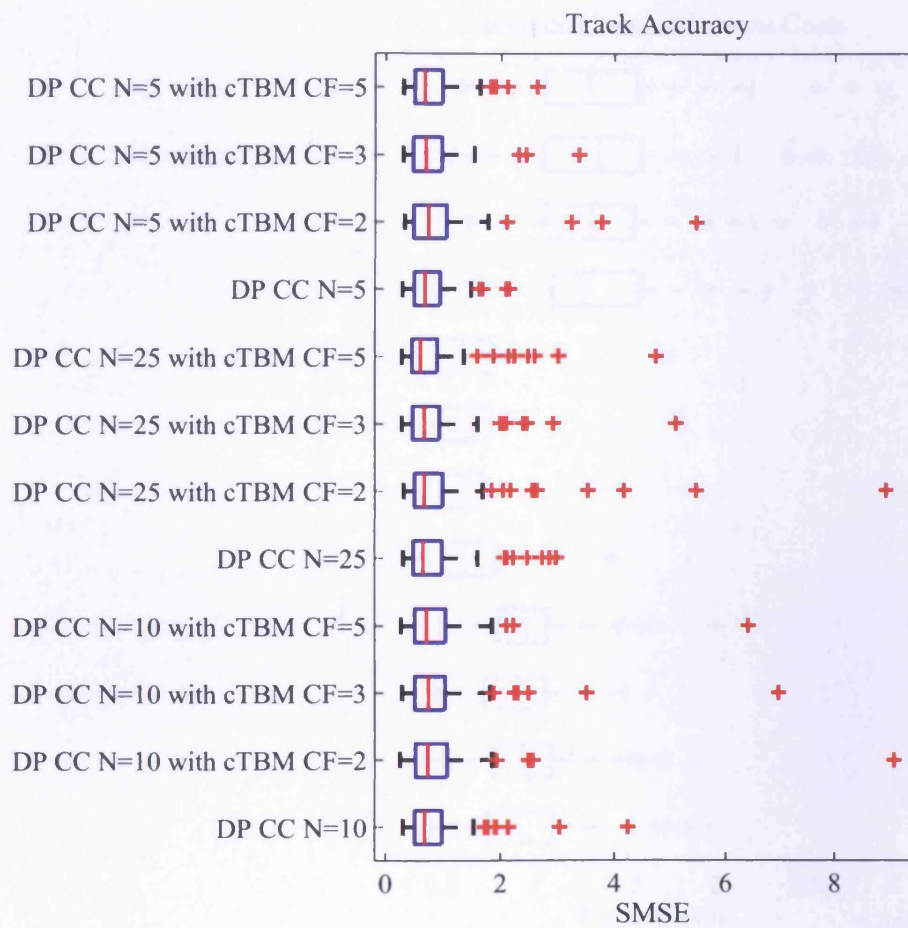 Track Accuracy
DP CC N=5 with cTBM CF=5
DP CC N=5 with cTBM CF=3
DP CC N=5 with cTBM CF=2
DP CC N=5
DP CC N=25 with cTBM CF=5
DP CC N=25 with cTBM CF=3
DP CC N=25 with cTBM CF=2
DP CC N=25
DP CC N=10 with cTBM CF=5
DP CC N=10 with cTBM CF=3
DP CC N=10 with cTBM CF=2
DP CC N=10
0 2 4 6 8
SMSE